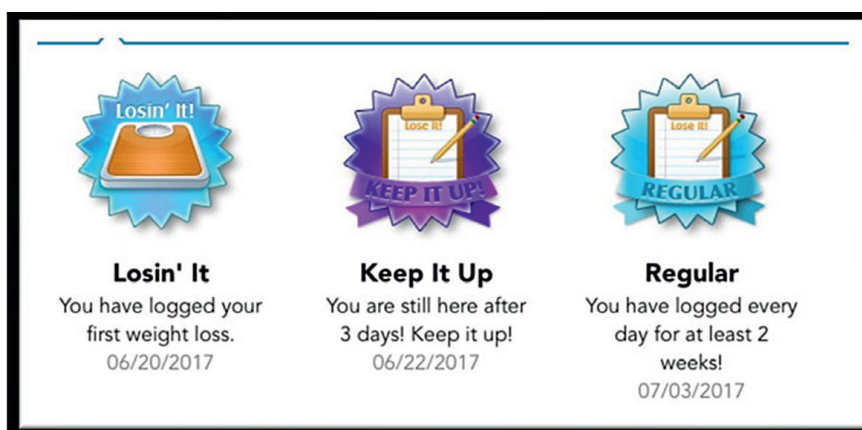 Losin' It!
Lose It!
KEEP IT UP!
Lose It!
REGULAR
Losin' It
You have logged your
first weight loss.
06/20/2017
Keep It Up
You are still here after
3 days! Keep it up!
06/22/2017
Regular
You have logged every
day for at least 2
weeks!
07/03/2017